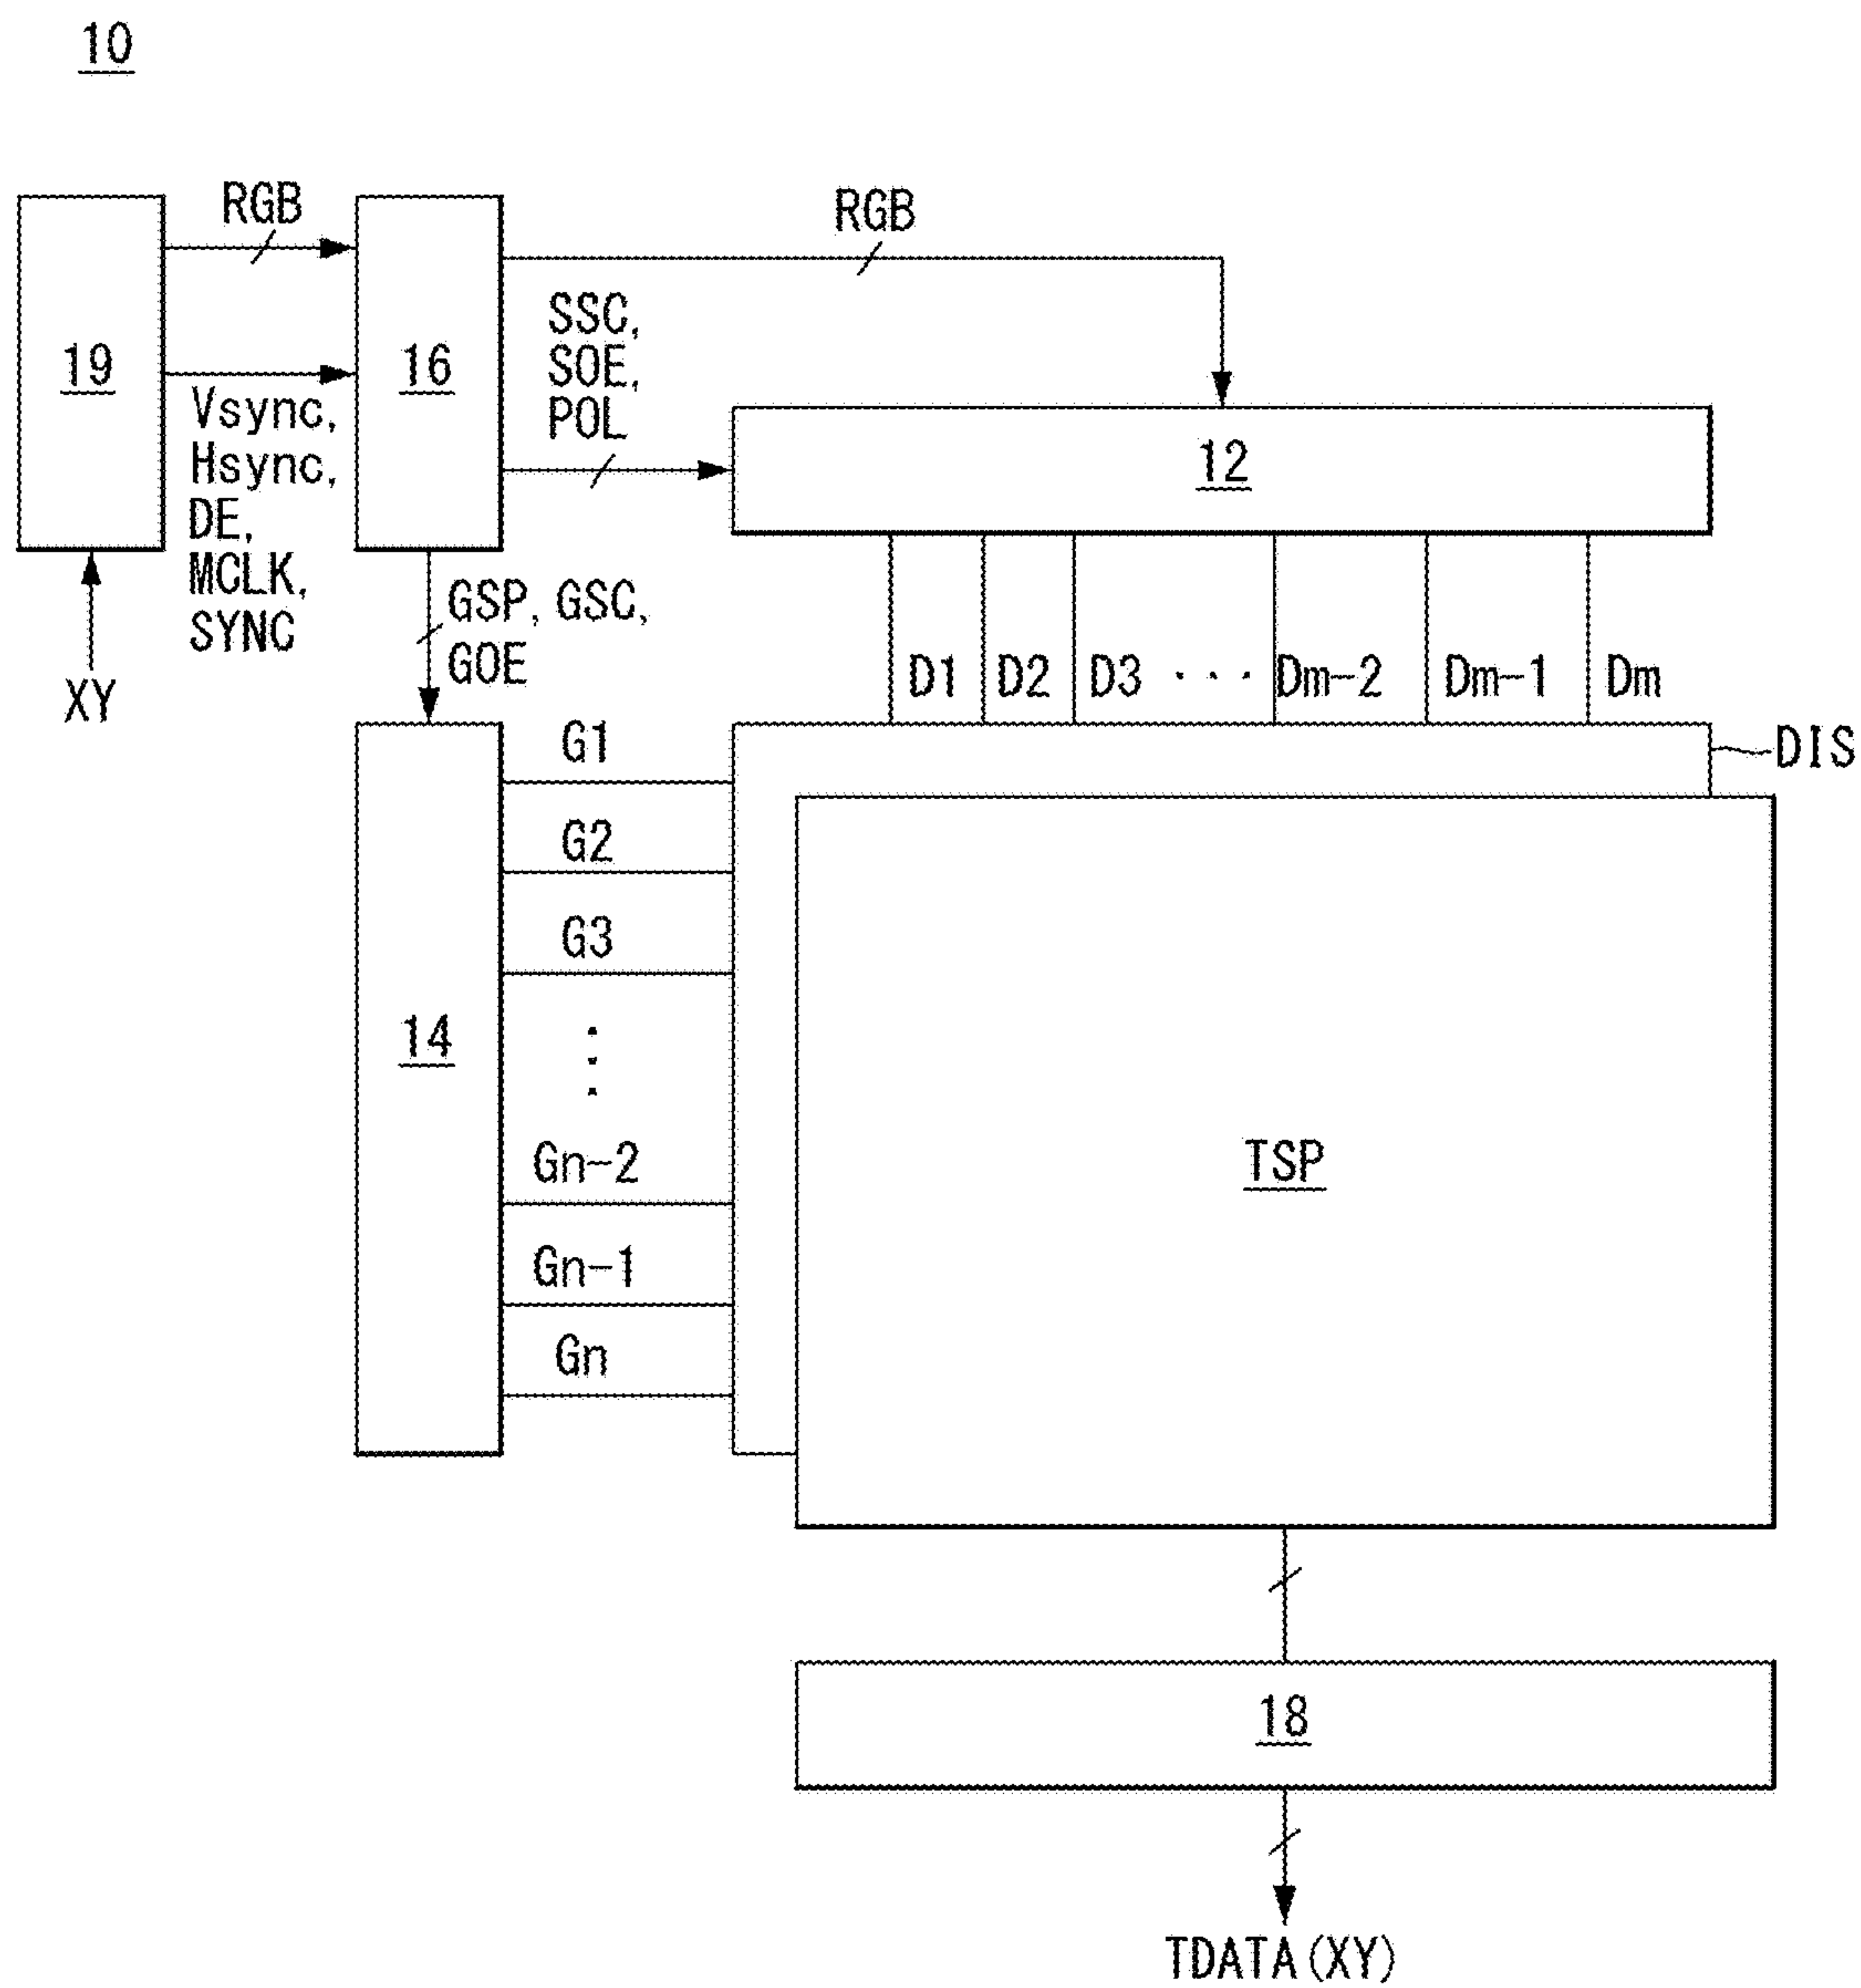 10
RGB
RGB
19
16
SSC,
SOE,
POL
Vsync,
Hsync,
DE,
MCLK,
SYNC
12
XY
GSP, GSC,
GOE
D1 D2 D3 ... Dm-2 Dm-1 Dm
DIS
G1
G2
G3
14
Gn-2
Gn-1
Gn
TSP
18
TDATA(XY)